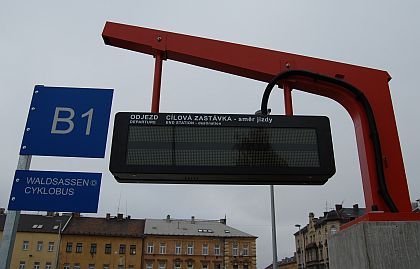 B1
WALDSASSEN
CYKLOBUS
ODJEZD CÍLOVÁ ZASTÁVKA - směr jízdy
DEPARTURE END STATION - destination